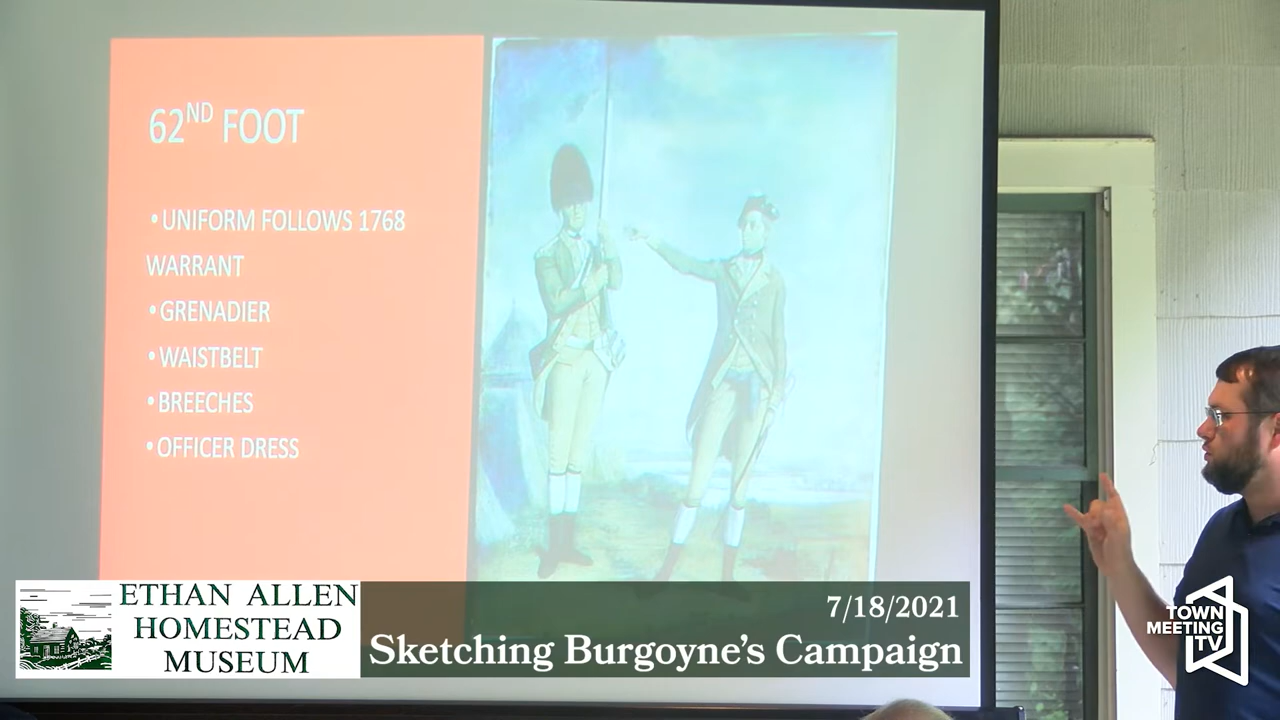 62ND FOOT
•UNIFORM FOLLOWS 1768
WARRANT
•GRENADIER
•WAISTBELT
•BREECHES
•OFFICER DRESS
ETHAN ALLEN
HOMESTEAD
MUSEUM
7/18/2021
Sketching Burgoyne's Campaign
TOWN
MEETING
TV